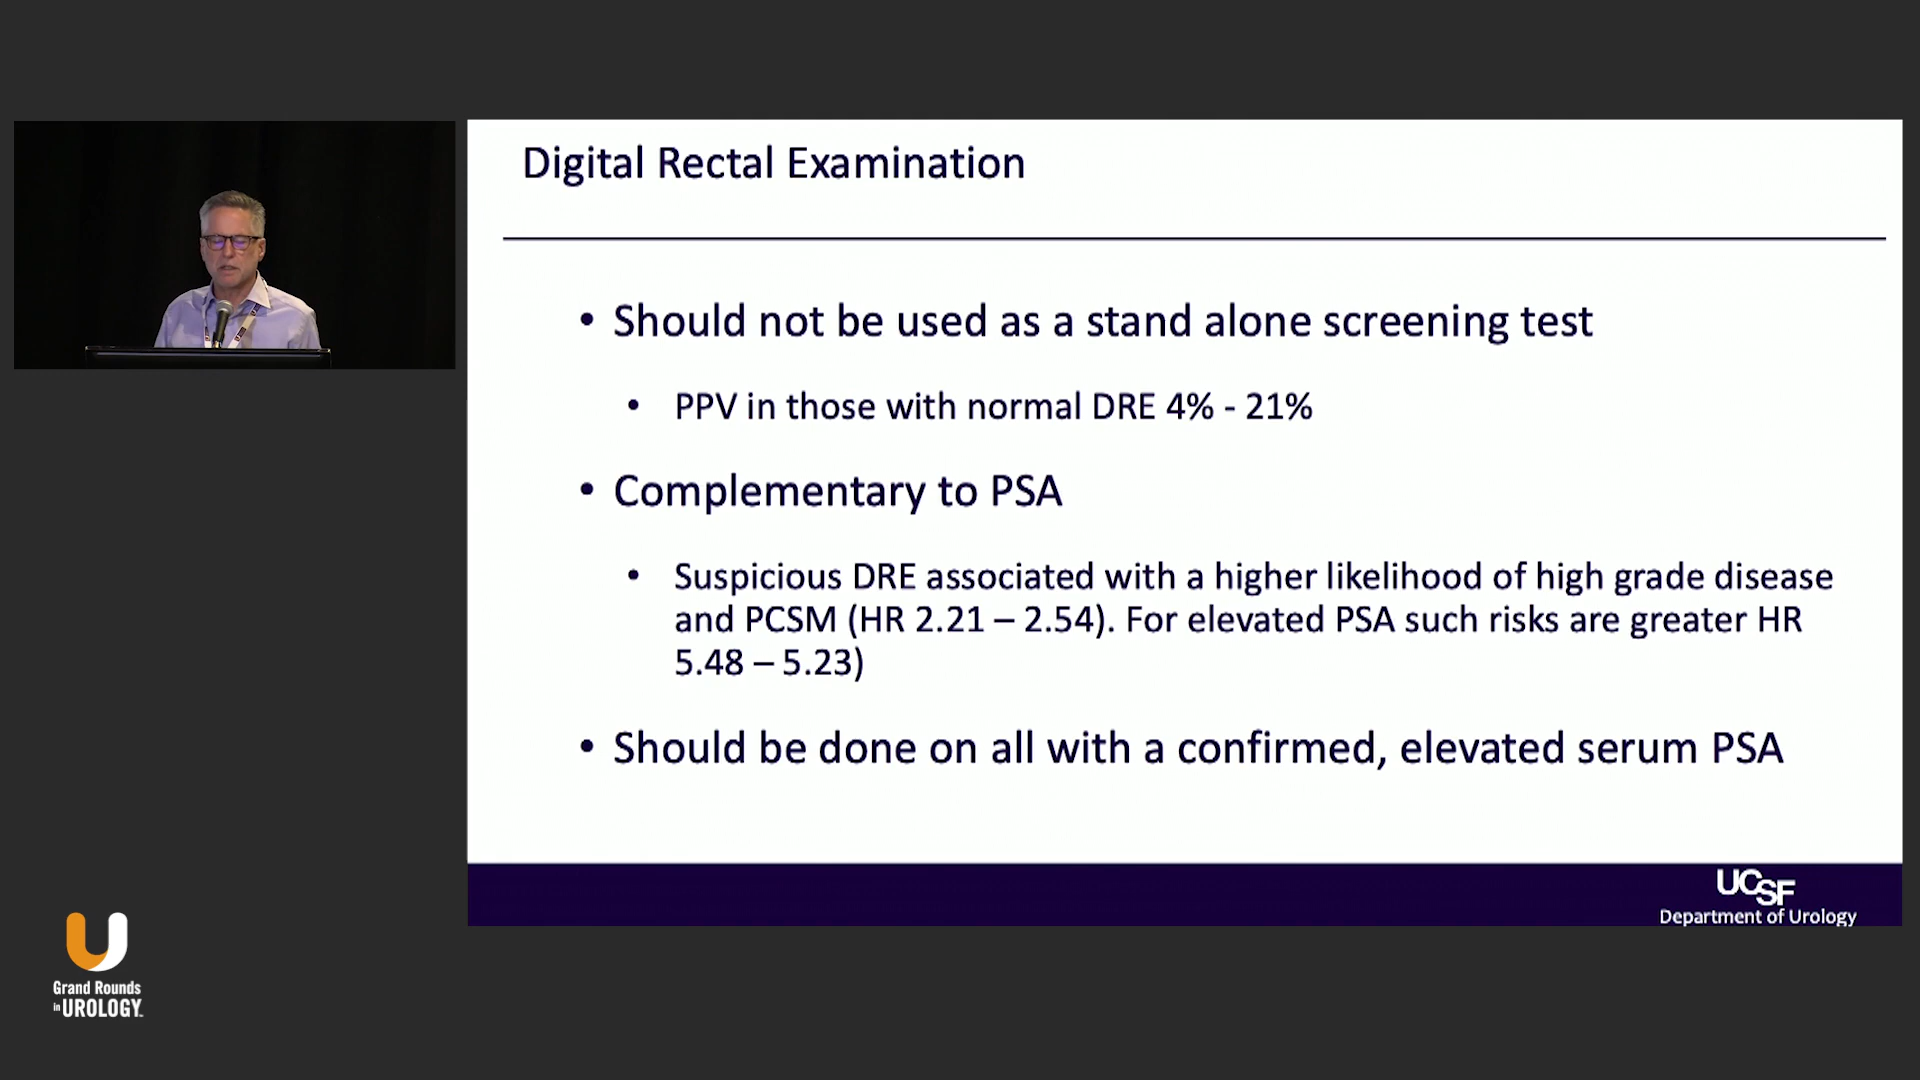 Digital Rectal Examination
• Should not be used as a stand alone screening test
• PPV in those with normal DRE 4% - 21%
• Complementary to PSA
• Suspicious DRE associated with a higher likelihood of high grade disease
and PCSM (HR 2.21 – 2.54). For elevated PSA such risks are greater HR
5.48 – 5.23)
• Should be done on all with a confirmed, elevated serum PSA
UCSF
Department of Urology
Grand Rounds
in UROLOGY